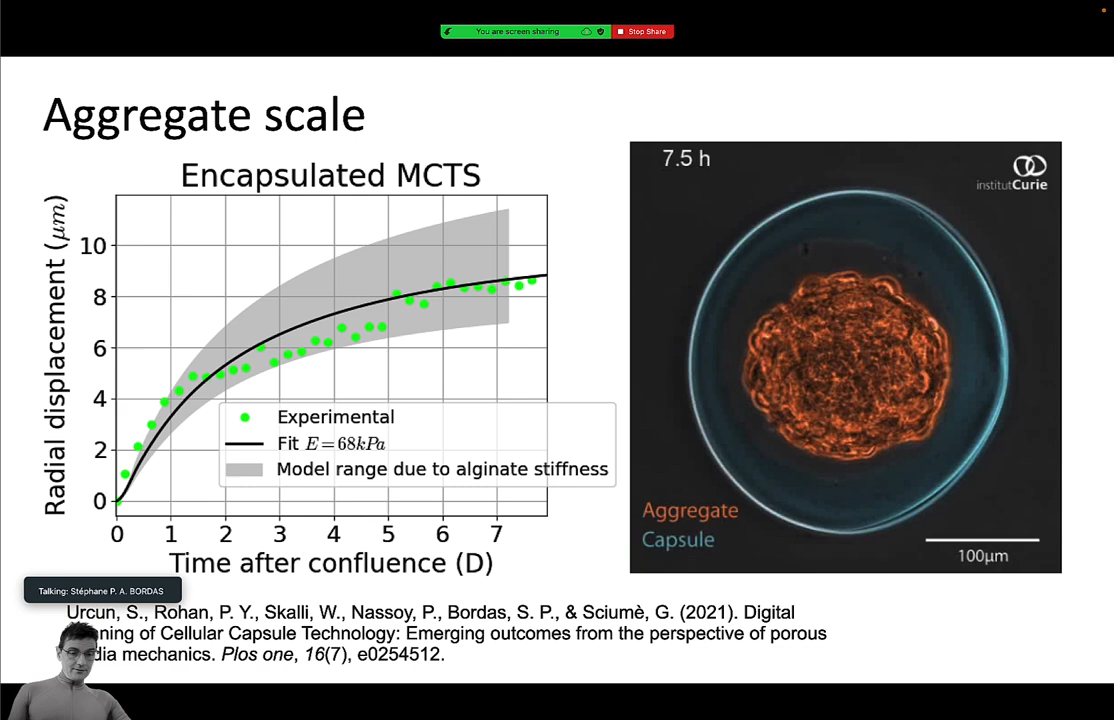 You are screen sharing
Stop Share
Aggregate scale
Encapsulated MCTS
Radial displacement (μm)
10
8
6
4
2
0
Experimental
Fit E = 68kPa
Model range due to alginate stiffness
0 1 2 3 4 5 6 7
Time after confluence (D)
7.5 h
institutCurie
Aggregate
Capsule
100μm
Talking: Stéphane P. A. BORDAS
Urcun, S., Rohan, P. Y., Skalli, W., Nassoy, P., Bordas, S. P., & Sciumè, G. (2021). Digital
ning of Cellular Capsule Technology: Emerging outcomes from the perspective of porous
dia mechanics. Plos one, 16(7), e0254512.